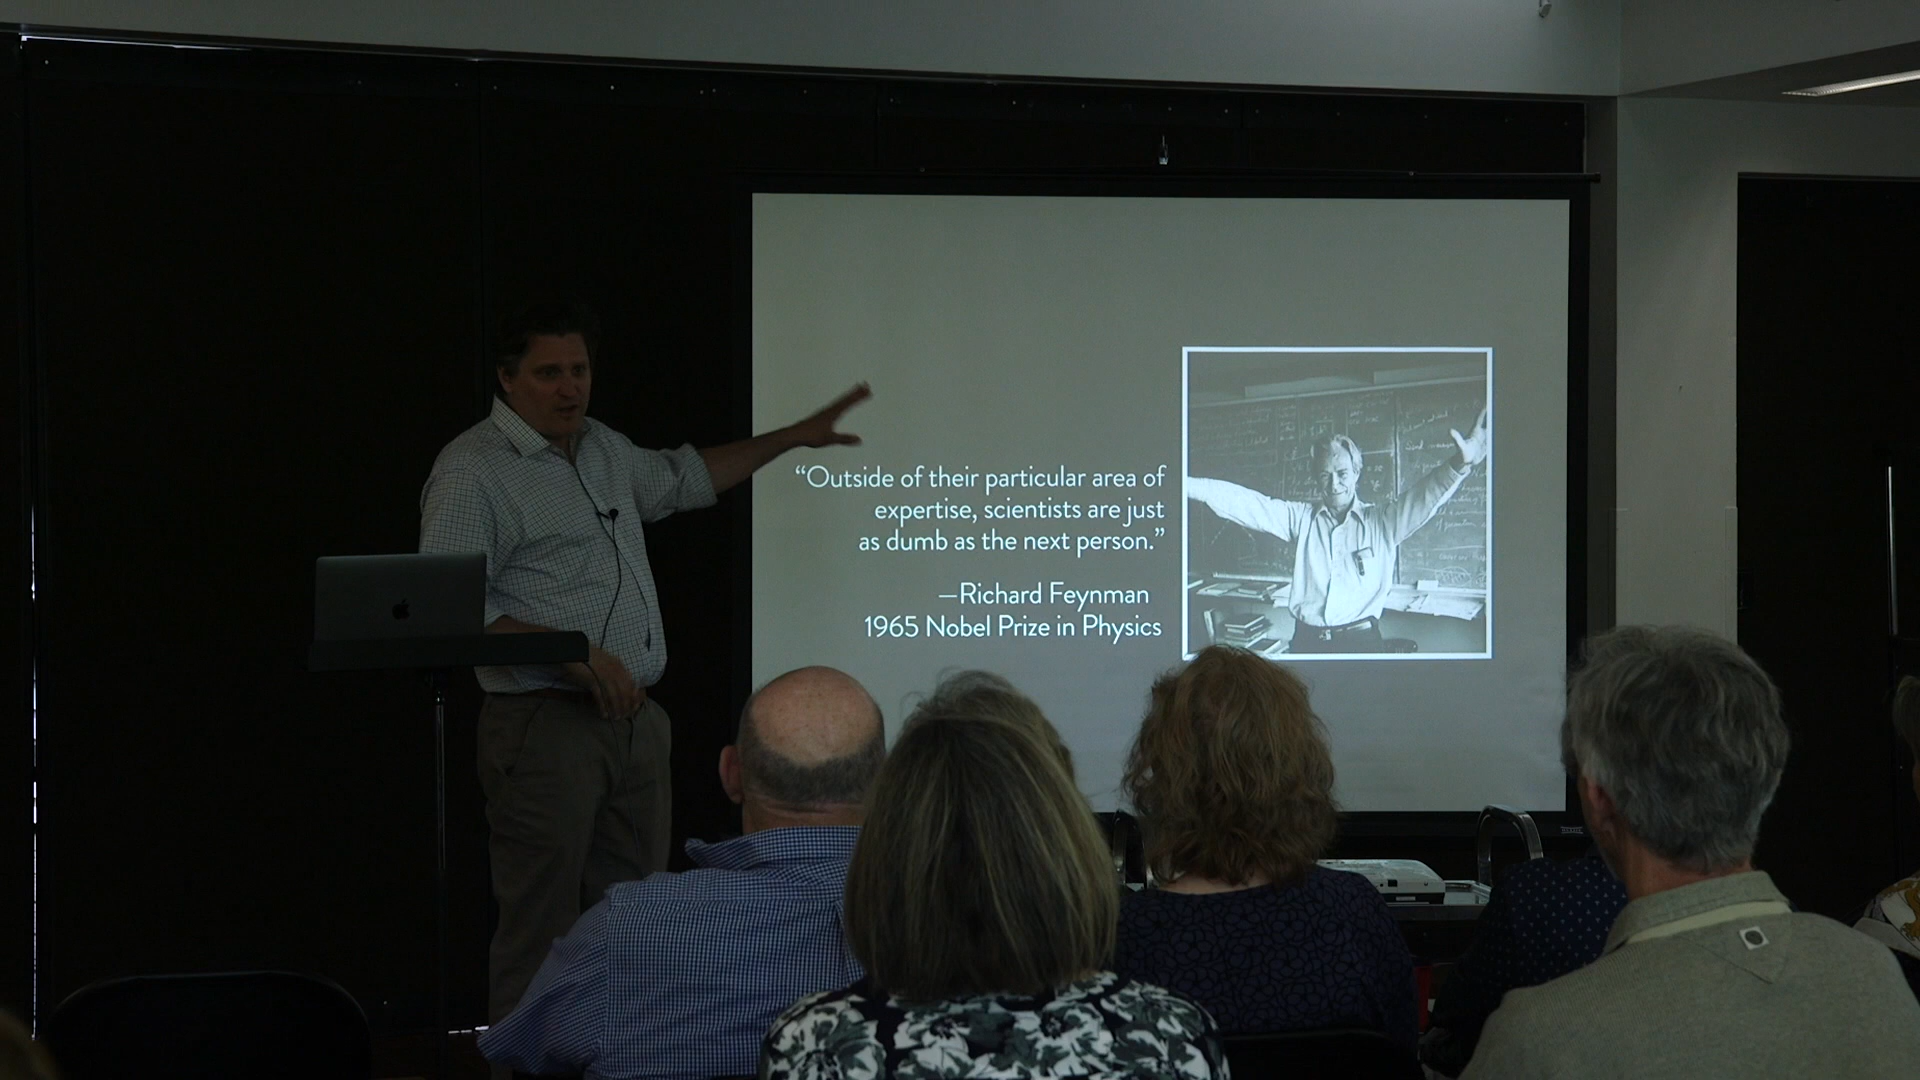 “Outside of their particular area of
expertise, scientists are just
as dumb as the next person.”
—Richard Feynman
1965 Nobel Prize in Physics